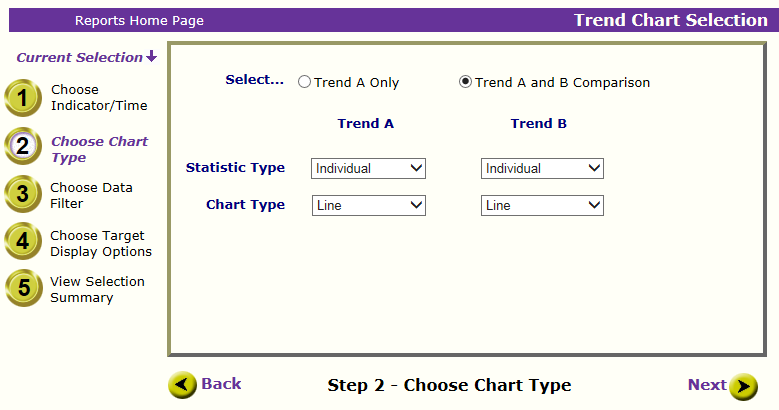 Reports Home Page
Trend Chart Selection
Current Selection
1
Choose
Indicator/Time
2
Choose Chart
Type
3
Choose Data
Filter
4
Choose Target
Display Options
5
View Selection
Summary
Select... Trend A Only Trend A and B Comparison
Trend A Trend B
Statistic Type Individual Individual
Chart Type Line Line
Back Step 2 - Choose Chart Type Next